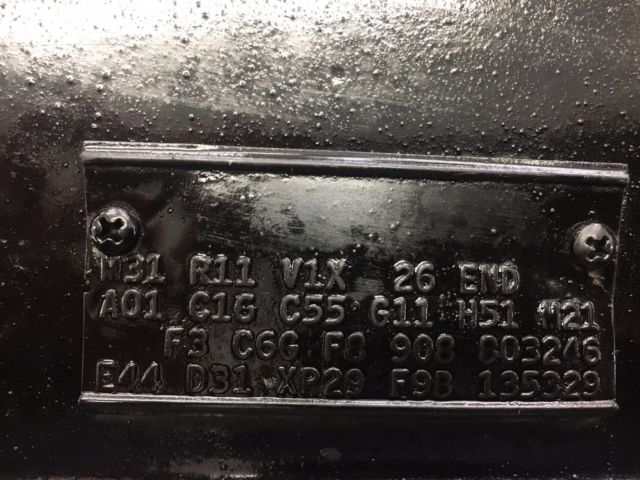 M31 R11 V1X 26 END
A01 C16 C55 G11 H51 M21
F3 C6G F8 908 803246
E44 D31 XP29 F9B 135329